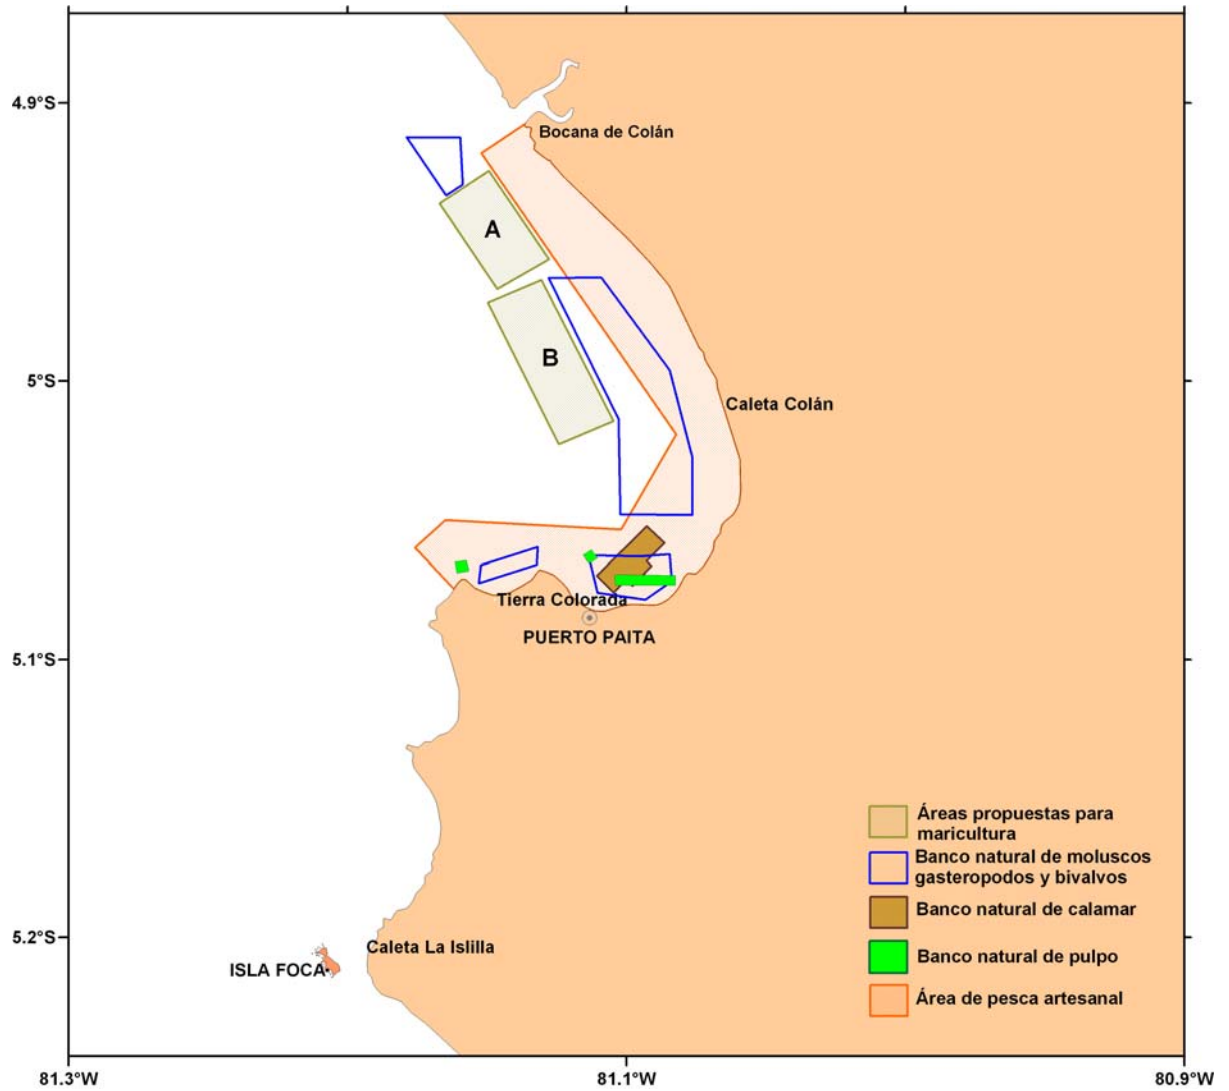 4.9°S
Bocana de Colán
A
B
5°S
Caleta Colán
Tierra Colorada
PUERTO PAITA
5.1°S
Áreas propuestas para
maricultura
Banco natural de moluscos
gasteropodos y bivalvos
Banco natural de calamar
Banco natural de pulpo
Área de pesca artesanal
5.2°S
Caleta La Islilla
ISLA FOCA
81.3°W
81.1°W
80.9°W